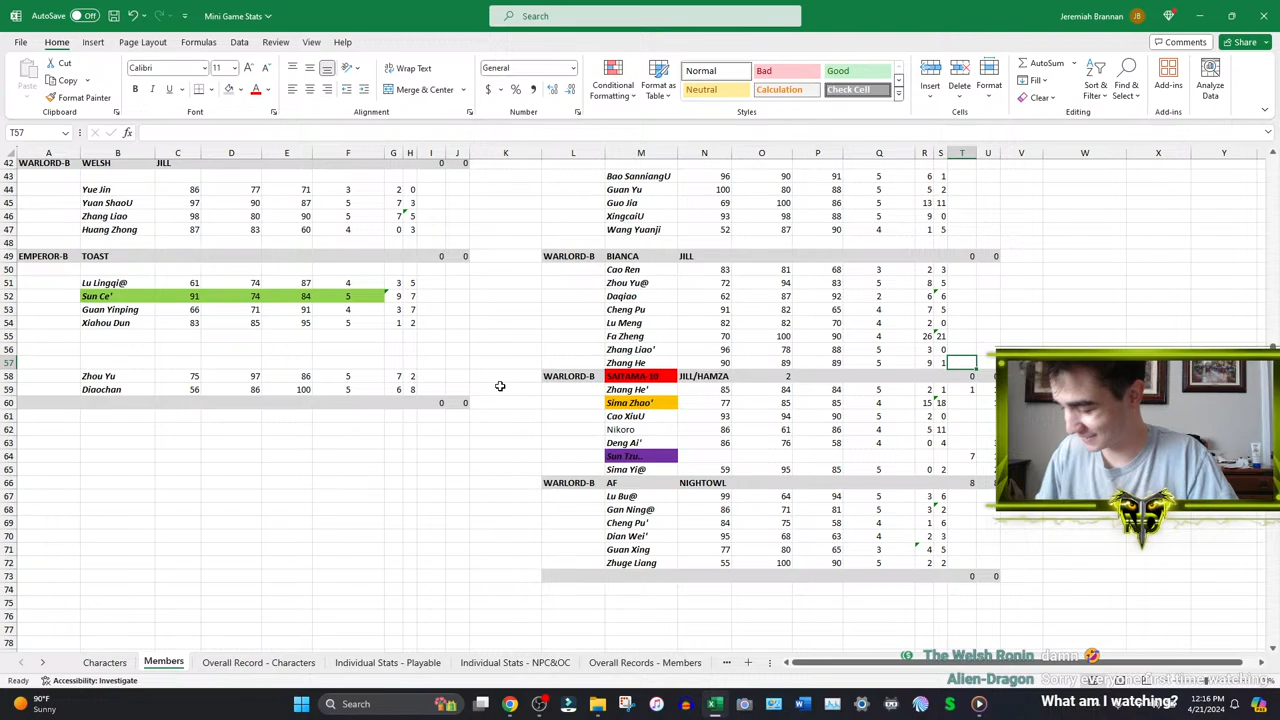 AutoSave Off Mini Game Stats Search Jeremiah Brannan JB
File Home Insert Page Layout Formulas Data Review View Help Comments Share
Cut Calibri 11 Wrap Text General Normal Bad Good AutoSum
Copy Fill
Paste Format Painter Merge & Center Conditional Formatting Format as Table Neutral Calculation Check Cell Insert Delete Format Clear Sort & Filter Find & Select Add-ins Analyze Data
Clipboard Font Alignment Number Styles Cells Editing Add-ins
T57 fx
A B C D E F G H I J K L M N O P Q R S T U V W X Y
42 WARLORD-B WELSH JILL 0 0
43 Bao SanniangU 96 90 91 5 6 1
44 Yue Jin 86 77 71 3 2 0 Guan Yu 100 80 88 5 5 2
45 Yuan ShaoU 97 90 87 5 7 3 Guo Jia 69 100 86 5 13 11
46 Zhang Liao 98 80 90 5 7 5 XingcaiU 93 98 88 5 9 0
47 Huang Zhong 87 83 60 4 0 3 Wang Yuanji 52 87 90 4 1 5
48
49 EMPEROR-B TOAST 0 0 WARLORD-B BIANCA JILL 0 0
50 Cao Ren 83 81 68 3 2 3
51 Lu Lingqi@ 61 74 87 4 3 5 Zhou Yu@ 72 94 83 5 8 5
52 Sun Ce' 91 74 84 5 9 7 Daqiao 62 87 92 2 6 6
53 Guan Yinping 66 71 91 4 3 7 Cheng Pu 91 82 65 4 8 7
54 Xiahou Dun 83 85 95 5 1 2 Lu Meng 82 82 70 4 2 0
55 Fa Zheng 71 88 80 4 26 21
56 Zhang Liao' 96 78 88 5 3 0
57 Zhang He 90 89 89 5 9 1
58 Zhou Yu 75 97 86 5 7 2 WARLORD-B SAITAMA-10 JILL/HAMZA 2 0
59 Diaochan 56 86 100 5 6 8 Zhang He' 85 84 84 5 2 1 1
60 0 0 Sima Zhao' 77 85 85 4 15 18
61 Cao XiuU 93 94 90 5 2 0
62 Nikoro 86 61 86 4 5 11
63 Deng Ai' 86 76 58 4 0 4
64 Sun Tzu.. 7
65 Sima Yi@ 59 95 85 5 0 2
66 WARLORD-B AF NIGHTOWL 8 8
67 Lu Bu@ 99 64 94 5 3 6
68 Gan Ning@ 86 71 81 5 3 2
69 Cheng Pu' 84 75 58 4 1 6
70 Dian Wei' 95 68 63 4 2 3
71 Guan Xing 77 80 65 3 4 5
72 Zhuge Liang 55 100 90 5 2 2
73 0 0
74
75
76
77
78
Characters Members Overall Record - Characters Individual Stats - Playable Individual Stats - NPC&OC Overall Records - Members
The Welsh Ronin damn
Ready Accessibility: Investigate Alien-Dragon Sorry everyone first time watching.
What am I watching?
90°F
Sunny Search 12:16 PM
4/21/2024